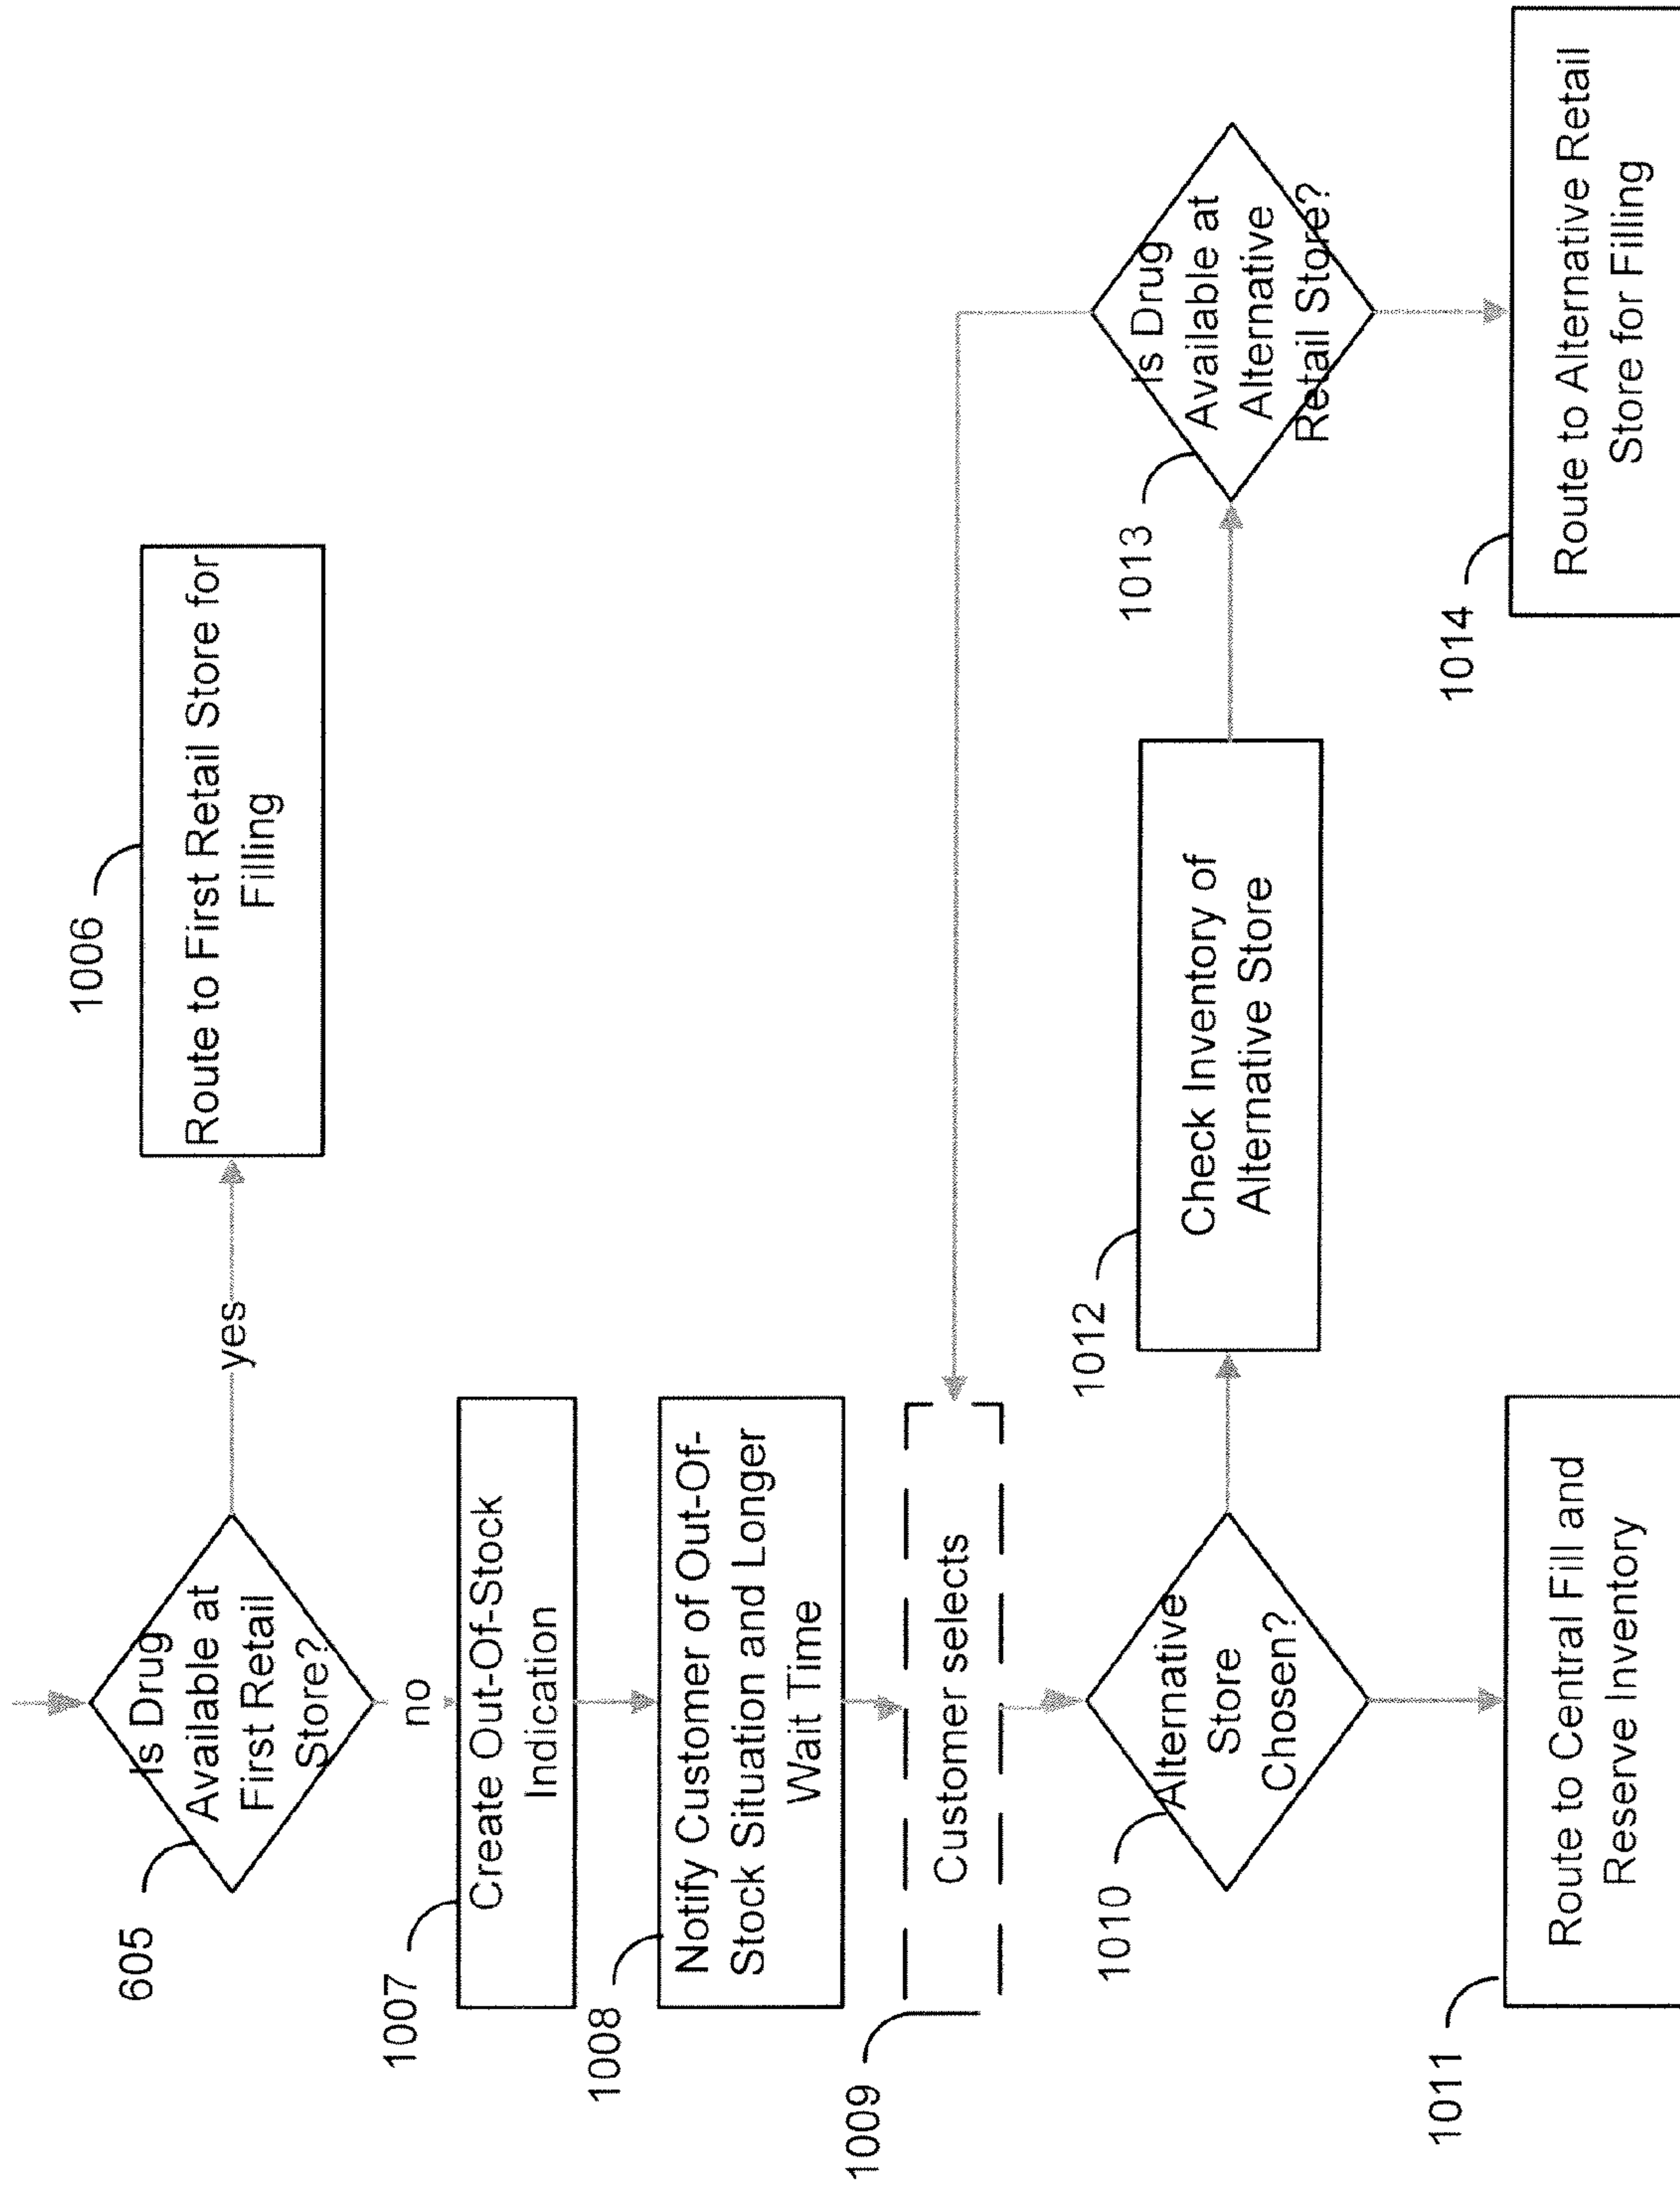 605
Is Drug
Available at
First Retail
Store?
yes
1006
Route to First Retail Store for
Filling
no
1007
Create Out-Of-Stock
Indication
1008
Notify Customer of Out-Of-
Stock Situation and Longer
Wait Time
1009
Customer selects
1010
Alternative
Store
Chosen?
1012
Check Inventory of
Alternative Store
1013
Is Drug
Available at
Alternative
Retail Store?
1011
Route to Central Fill and
Reserve Inventory
1014
Route to Alternative Retail
Store for Filling